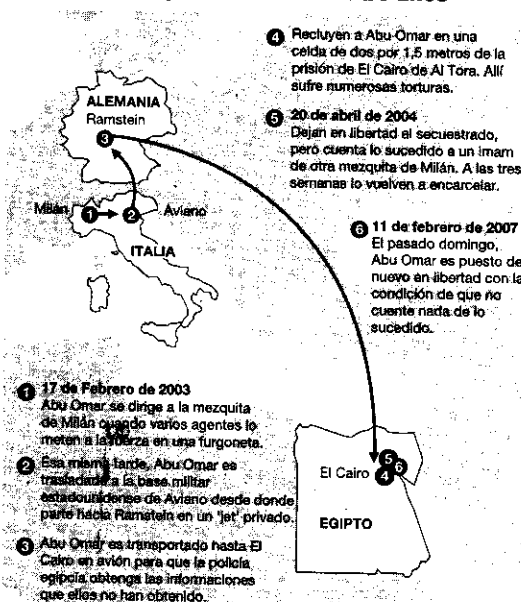 4 Recluyen a Abu Omar en una
celda de dos por 1,5 metros de la
prisión de El Cairo de Al Tora. Allí
sufre numerosas torturas.
5 20 de abril de 2004
Dejan en libertad el secuestrado,
pero cuenta lo sucedido a un imam
de otra mezquita de Milán. A las tres
semanas lo vuelven a encarcelar.
6 11 de febrero de 2007
El pasado domingo,
Abu Omar es puesto de
nuevo en libertad con la
condición de que no
cuente nada de lo
sucedido.
ALEMANIA
Ramstein
3
Milán 1 2 Aviano
ITALIA
1 17 de Febrero de 2003
Abu Omar se dirige a la mezquita
de Milán cuando varios agentes lo
meten a la fuerza en una furgoneta.
2 Esa misma tarde, Abu Omar es
trasladado a la base militar
estadounidense de Aviano desde donde
parte hacia Ramstein en un 'jet' privado.
3 Abu Omar es transportado hasta El
Cairo en avión para que la policía
egipcia obtenga las informaciones
que ellos no han obtenido.
5
6
El Cairo 4
EGIPTO